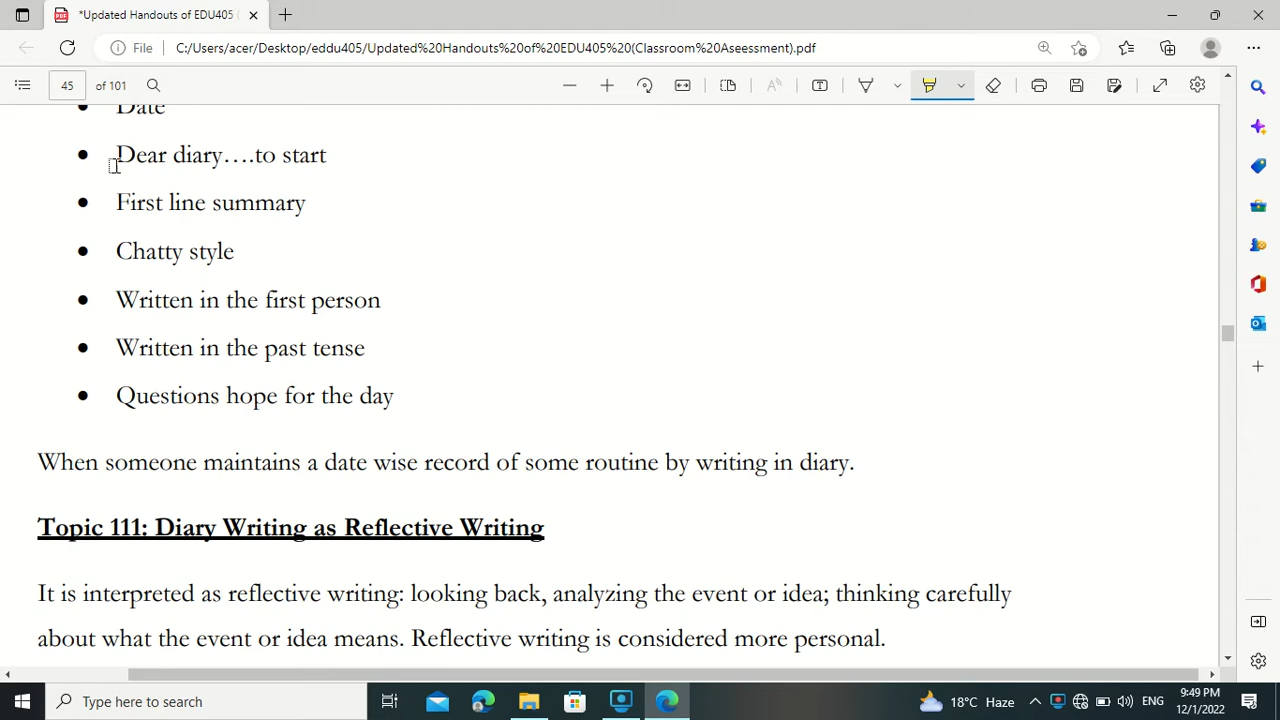 *Updated Handouts of EDU405 (
File
C:/Users/acer/Desktop/eddu405/Updated%20Handouts%20of%20EDU405%20(Classroom%20Aseessment).pdf
45 of 101
• Date
• Dear diary….to start
• First line summary
• Chatty style
• Written in the first person
• Written in the past tense
• Questions hope for the day
When someone maintains a date wise record of some routine by writing in diary.
Topic 111: Diary Writing as Reflective Writing
It is interpreted as reflective writing: looking back, analyzing the event or idea; thinking carefully
about what the event or idea means. Reflective writing is considered more personal.
Type here to search
18°C Haze
ENG
9:49 PM
12/1/2022